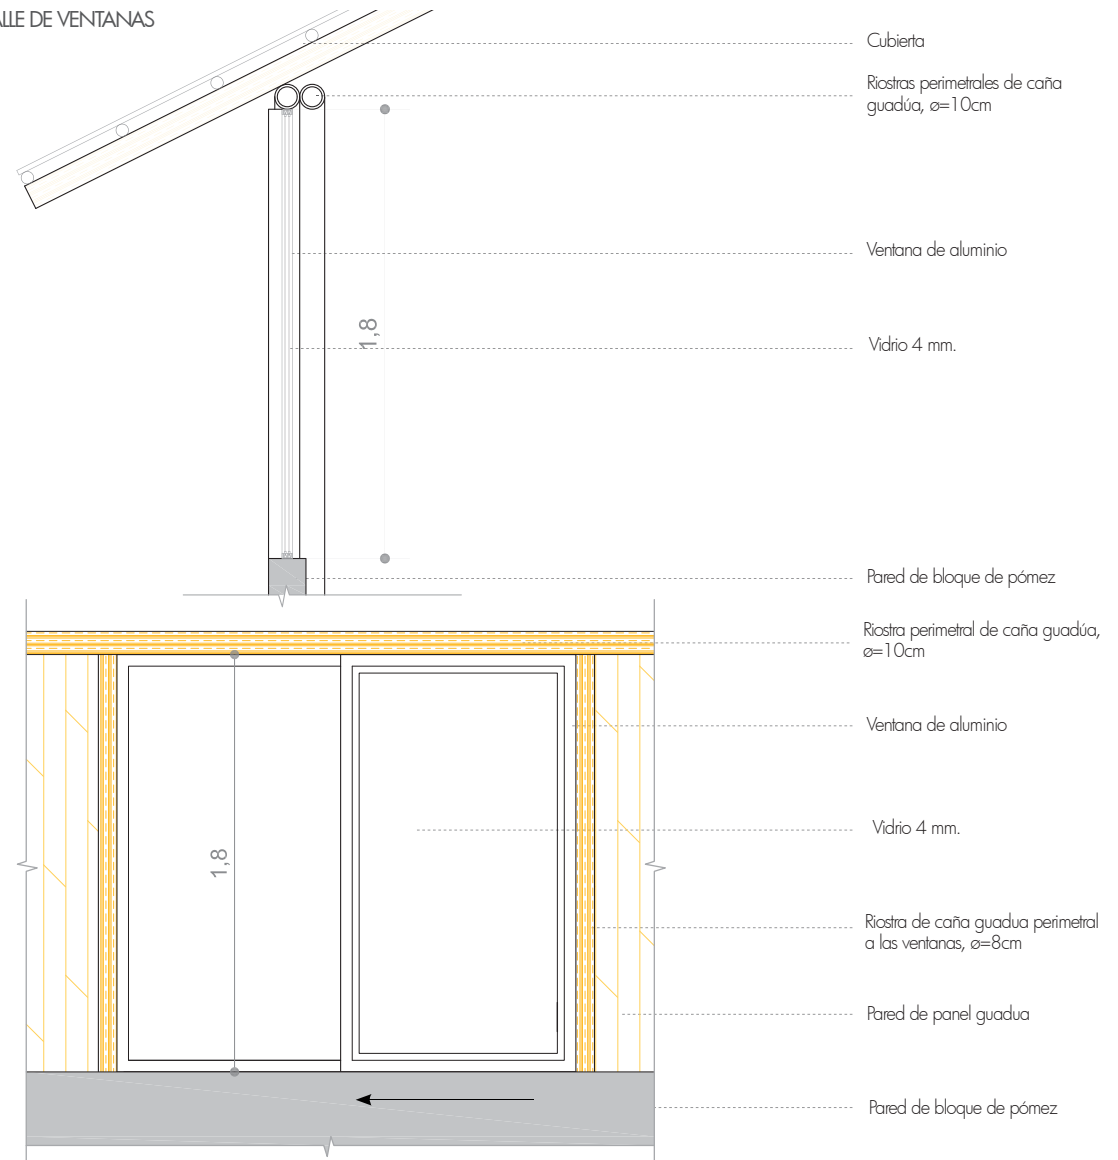 ALLE DE VENTANAS
Cubierta
Riostras perimetrales de caña
guadúa, ø=10cm
Ventana de aluminio
1,8
Vidrio 4 mm.
Pared de bloque de pómez
Riostra perimetral de caña guadúa,
ø=10cm
Ventana de aluminio
Vidrio 4 mm.
1,8
Riostra de caña guadua perimetral
a las ventanas, ø=8cm
Pared de panel guadua
Pared de bloque de pómez